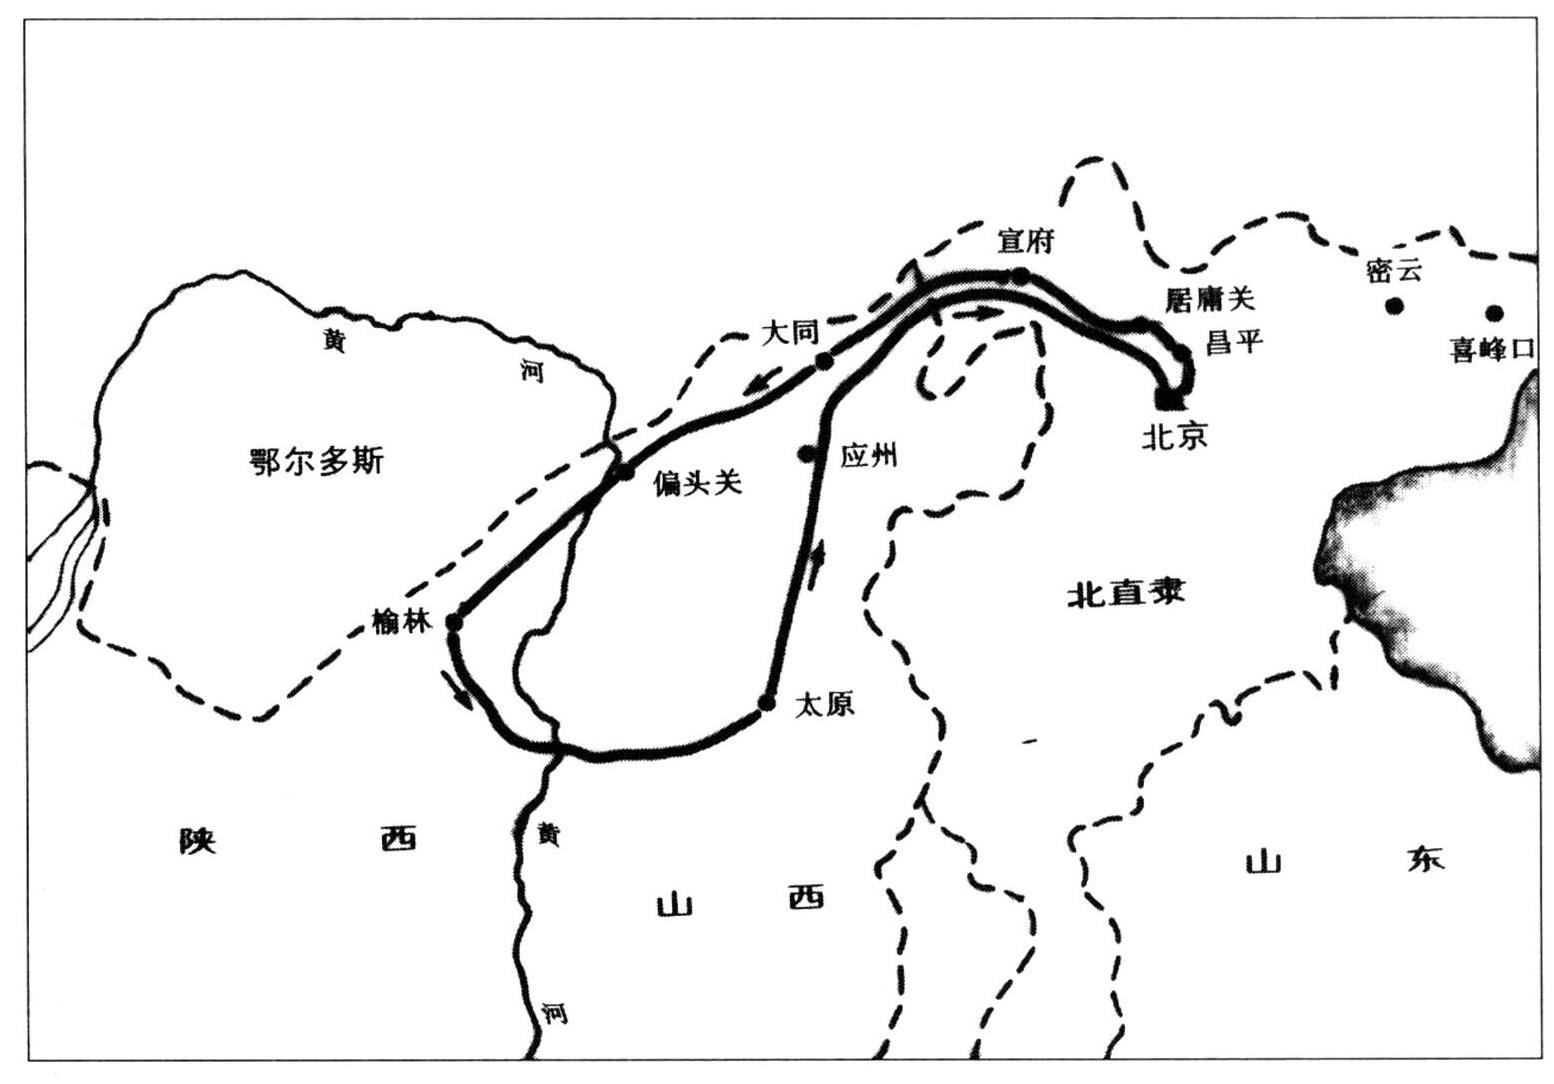 宣府
密云
居庸关
昌平
喜峰口
大同
黄
河
北京
鄂尔多斯
偏头关
应州
北直隶
榆林
太原
陕西
黄
山西
山东
河